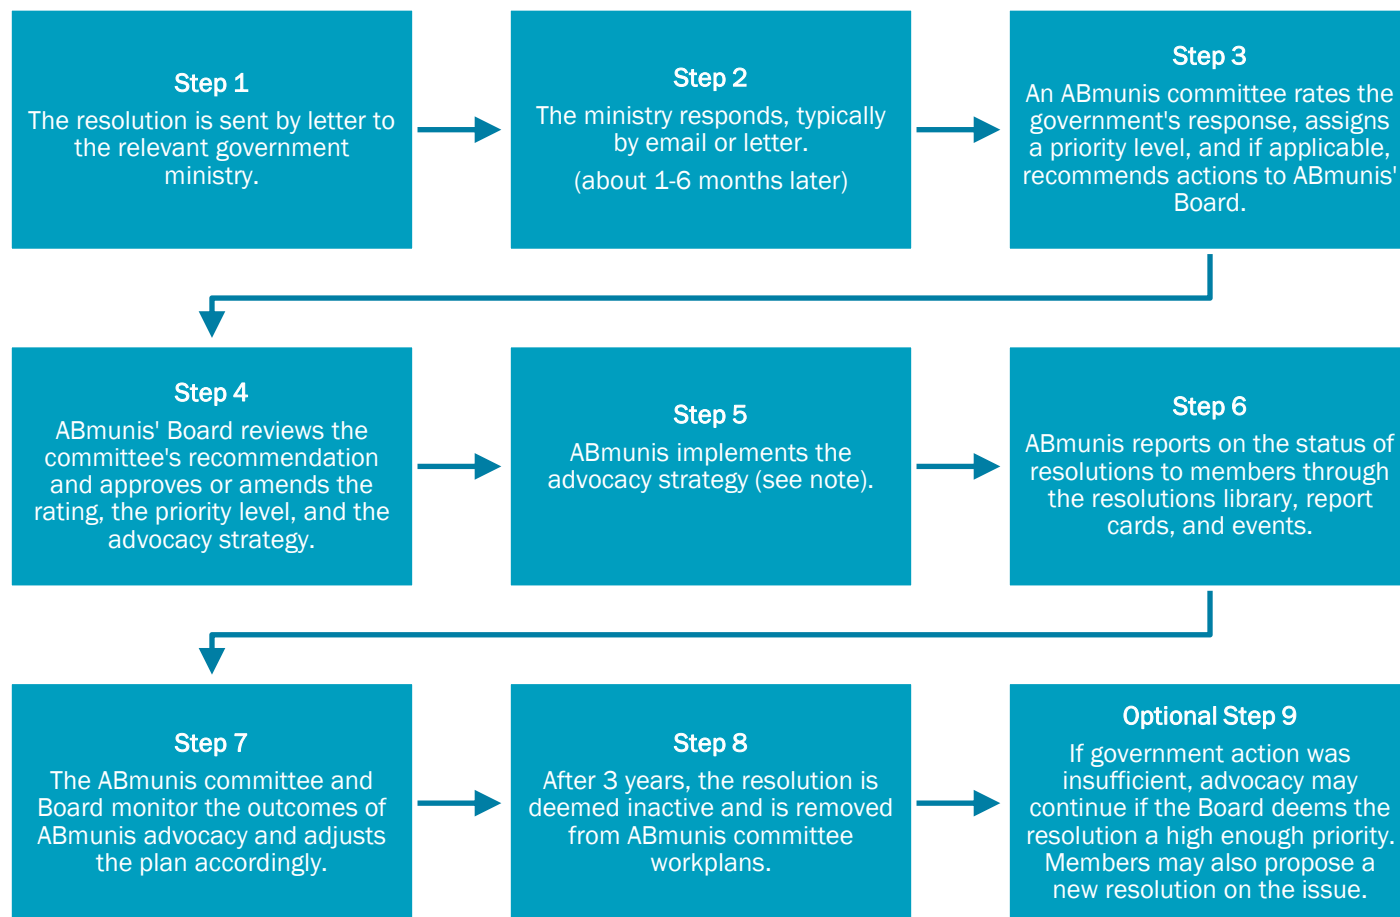 Step 1
The resolution is sent by letter to
the relevant government
ministry.
Step 2
The ministry responds, typically
by email or letter.
(about 1-6 months later)
Step 3
An ABmunis committee rates the
government's response, assigns
a priority level, and if applicable,
recommends actions to ABmunis'
Board.
Step 4
ABmunis' Board reviews the
committee's recommendation
and approves or amends the
rating, the priority level, and the
advocacy strategy.
Step 5
ABmunis implements the
advocacy strategy (see note).
Step 6
ABmunis reports on the status of
resolutions to members through
the resolutions library, report
cards, and events.
Step 7
The ABmunis committee and
Board monitor the outcomes of
ABmunis advocacy and adjusts
the plan accordingly.
Step 8
After 3 years, the resolution is
deemed inactive and is removed
from ABmunis committee
workplans.
Optional Step 9
If government action was
insufficient, advocacy may
continue if the Board deems the
resolution a high enough priority.
Members may also propose a
new resolution on the issue.